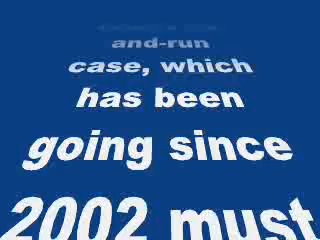 and-run
case, which
has been
going since
2002 must